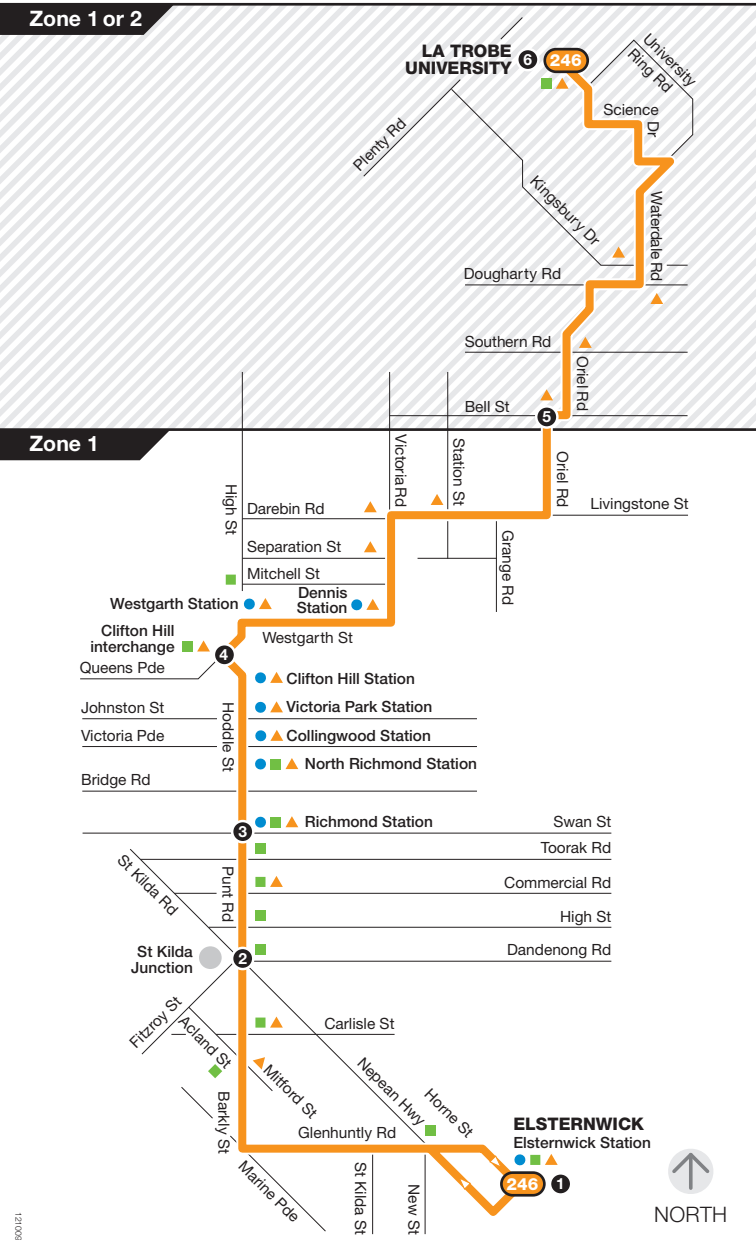 Zone 1 or 2
LA TROBE
UNIVERSITY
6
246
University
Ring Rd
Science
Dr
Plenty Rd
Kingsbury Dr
Waterdale Rd
Dougharty Rd
Southern Rd
Oriel Rd
Bell St
5
Zone 1
High St
Victoria Rd
Station St
Oriel Rd
Darebin Rd
Livingstone St
Separation St
Grange Rd
Mitchell St
Westgarth Station
Dennis
Station
Clifton Hill
interchange
4
Westgarth St
Queens Pde
Clifton Hill Station
Johnston St
Hoddle St
Victoria Park Station
Victoria Pde
Collingwood Station
North Richmond Station
Bridge Rd
Richmond Station
3
Swan St
Toorak Rd
St Kilda Rd
Punt Rd
Commercial Rd
High St
St Kilda
Junction
2
Dandenong Rd
Fitzroy St
Acland St
Carlisle St
Mitford St
Nepean Hwy
Horne St
Barkly St
Glenhuntly Rd
ELSTERNWICK
Elsternwick Station
Marine Pde
St Kilda St
New St
246
1
NORTH
121009